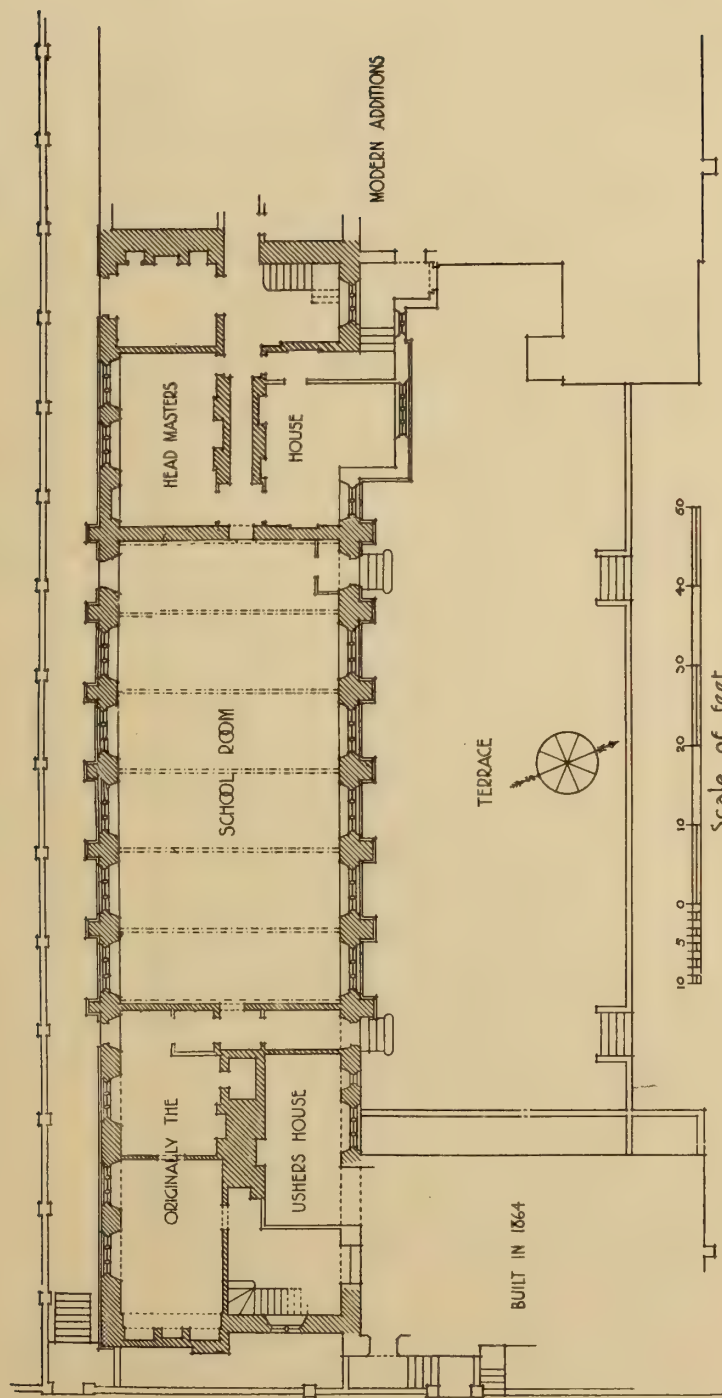 MODERN ADDITIONS
HEAD MASTERS
HOUSE
SCHOOL ROOM
TERRACE
ORIGINALLY THE
USHERS HOUSE
BUILT IN 1864
10 5 0 10 20 30 40 60
Scale of feet